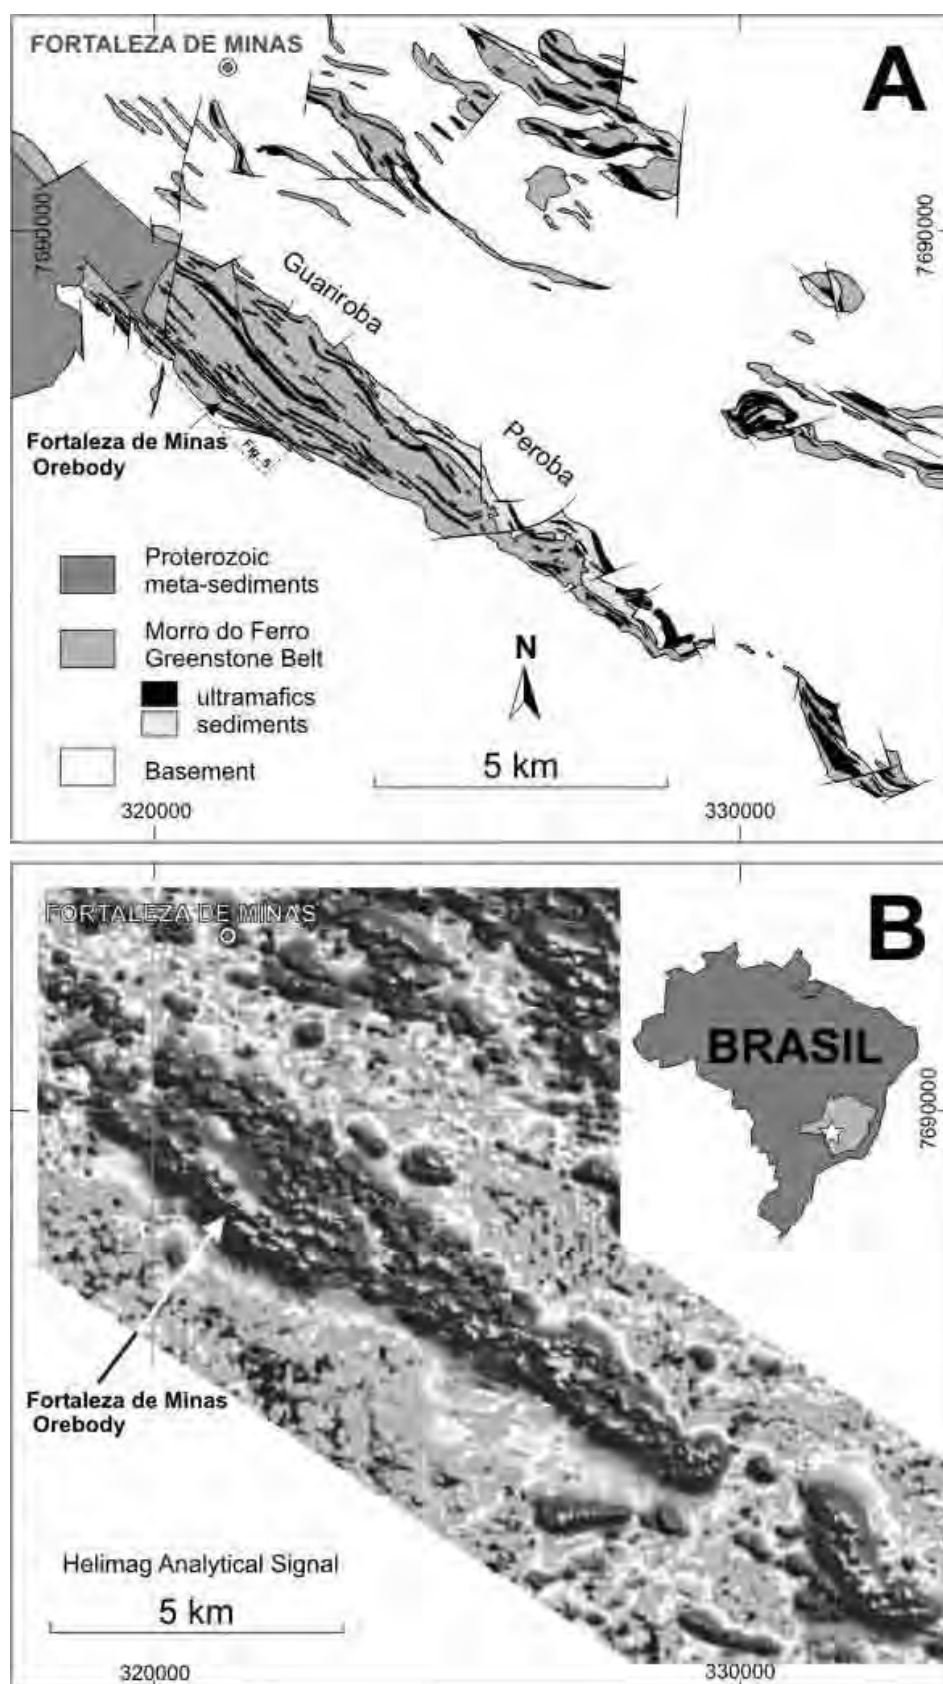 FORTALEZA DE MINAS
A
7690000
7690000
Guariroba
Peroba
Fortaleza de Minas
Orebody
Fig. 5
Proterozoic
meta-sediments
Morro do Ferro
Greenstone Belt
ultramafics
sediments
Basement
N
5 km
320000
330000
FORTALEZA DE MINAS
B
BRASIL
7690000
Fortaleza de Minas
Orebody
Helimag Analytical Signal
5 km
320000
330000